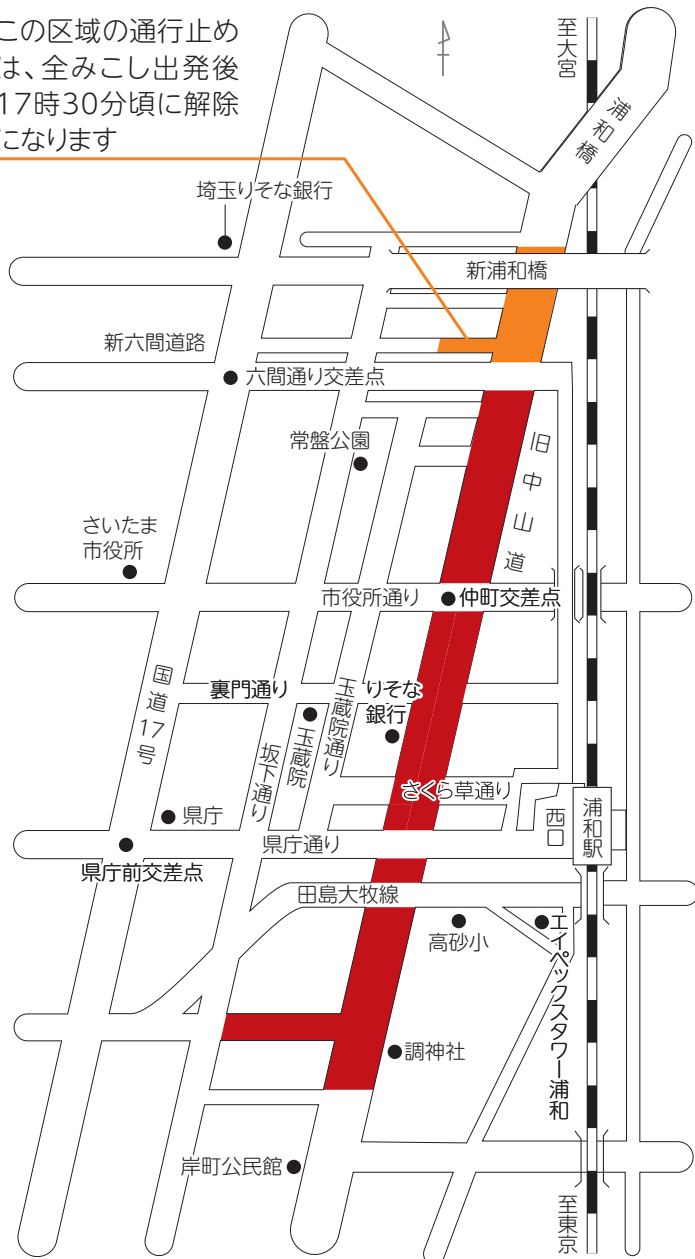 この区域の通行止め
は、全みこし出発後
17時30分頃に解除
になります
至大宮
浦和橋
埼玉りそな銀行
新浦和橋
新六間道路
六間通り交差点
常盤公園
旧中山道
さいたま
市役所
市役所通り
仲町交差点
国道17号
裏門通り
玉蔵院通り
りそな
銀行
玉蔵院
坂下通り
さくら草通り
県庁
県庁通り
西口
浦和駅
県庁前交差点
田島大牧線
高砂小
エイペックスタワー浦和
調神社
岸町公民館
至東京